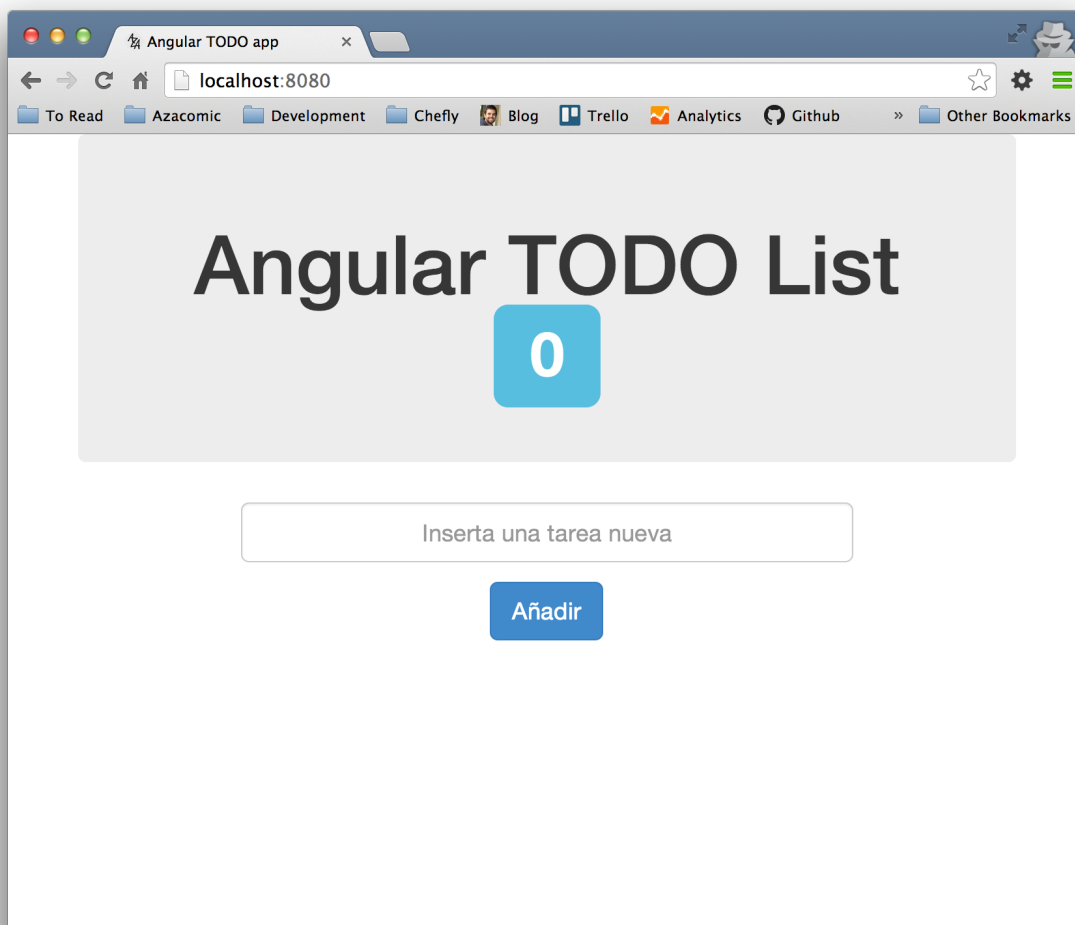 Angular TODO app
localhost:8080
To Read Azacomic Development Chefly Blog Trello Analytics Github » Other Bookmarks
Angular TODO List
0
Inserta una tarea nueva
Añadir